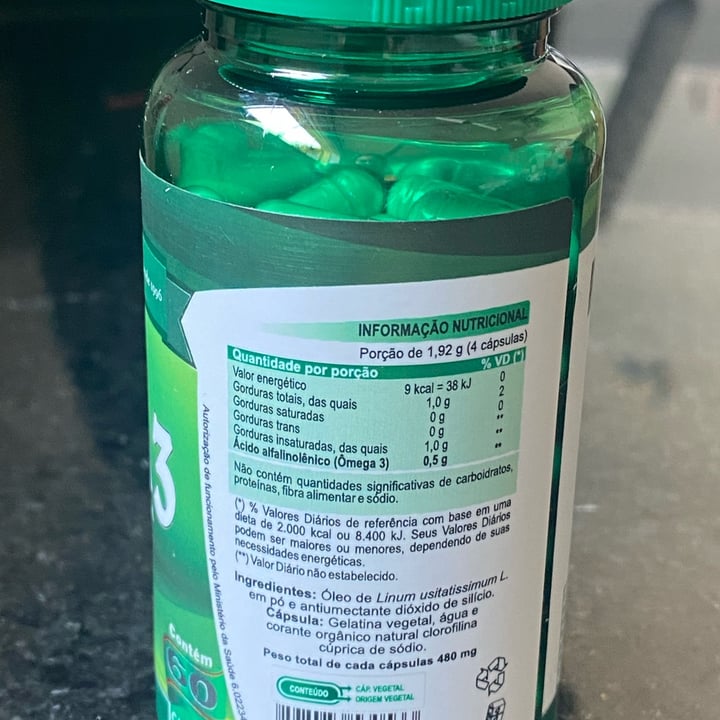 INFORMAÇÃO NUTRICIONAL
Porção de 1,92 g (4 cápsulas)
Quantidade por porção % VD (*)
Valor energético 9 kcal = 38 kJ 0
Gorduras totais, das quais 1,0 g 2
Gorduras saturadas 0 g 0
Gorduras trans 0 g **
Gorduras insaturadas, das quais 1,0 g **
Ácido alfalinolênico (Ômega 3) 0,5 g **
Não contém quantidades significativas de carboidratos,
proteínas, fibra alimentar e sódio.
(*) % Valores Diários de referência com base em uma
dieta de 2.000 kcal ou 8.400 kJ. Seus Valores Diários
podem ser maiores ou menores, dependendo de suas
necessidades energéticas.
(**) Valor Diário não estabelecido.
Ingredientes: Óleo de Linum usitatissimum L.
em pó e antiumectante dióxido de silício.
Cápsula: Gelatina vegetal, água e
corante orgânico natural clorofilina
cúprica de sódio.
Peso total de cada cápsulas 480 mg
CONTEÚDO
CÁP. VEGETAL
ORIGEM VEGETAL
Autorização de funcionamento pelo Ministério da Saúde
1996
3
Contém
60